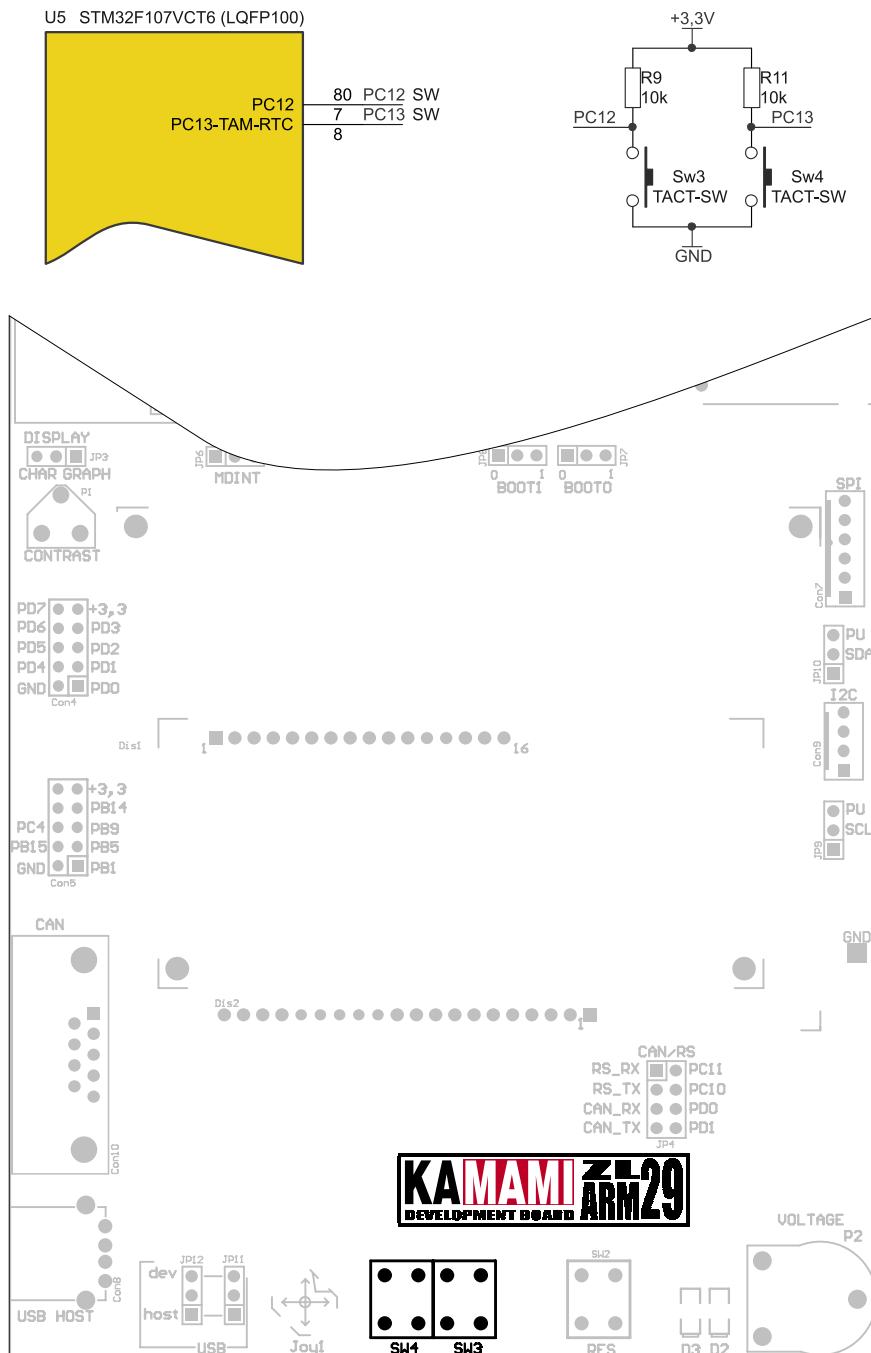 U5 STM32F107VCT6 (LQFP100)
+3,3V
R9
10k
R11
10k
80 PC12 SW
PC12
7 PC13 SW
PC13-TAM-RTC
8
PC12
PC13
Sw3
TACT-SW
Sw4
TACT-SW
GND
DISPLAY
JP3
CHAR GRAPH
P1
CONTRAST
JP6
MDINT
JP8
0 1
BOOT1
JP7
0 1
BOOT0
SPI
Con7
PD7 +3,3
PD6 PD3
PD5 PD2
PD4 PD1
GND PD0
Con4
PU
SDA
JP10
I2C
Con9
Dis1
1 16
+3,3
PB14
PC4 PB9
PB15 PB5
GND PB1
Con5
PU
SCL
JP9
CAN
GND
Con10
Dis2
1
CAN/RS
RS_RX PC11
RS_TX PC10
CAN_RX PD0
CAN_TX PD1
JP4
KAMAMI ZL
DEVELOPMENT BOARD ARM29
VOLTAGE
P2
Con8
USB HOST
JP12 JP11
dev
host
USB
Joy1
SW4 SW3
SW2
RES
D3 D2